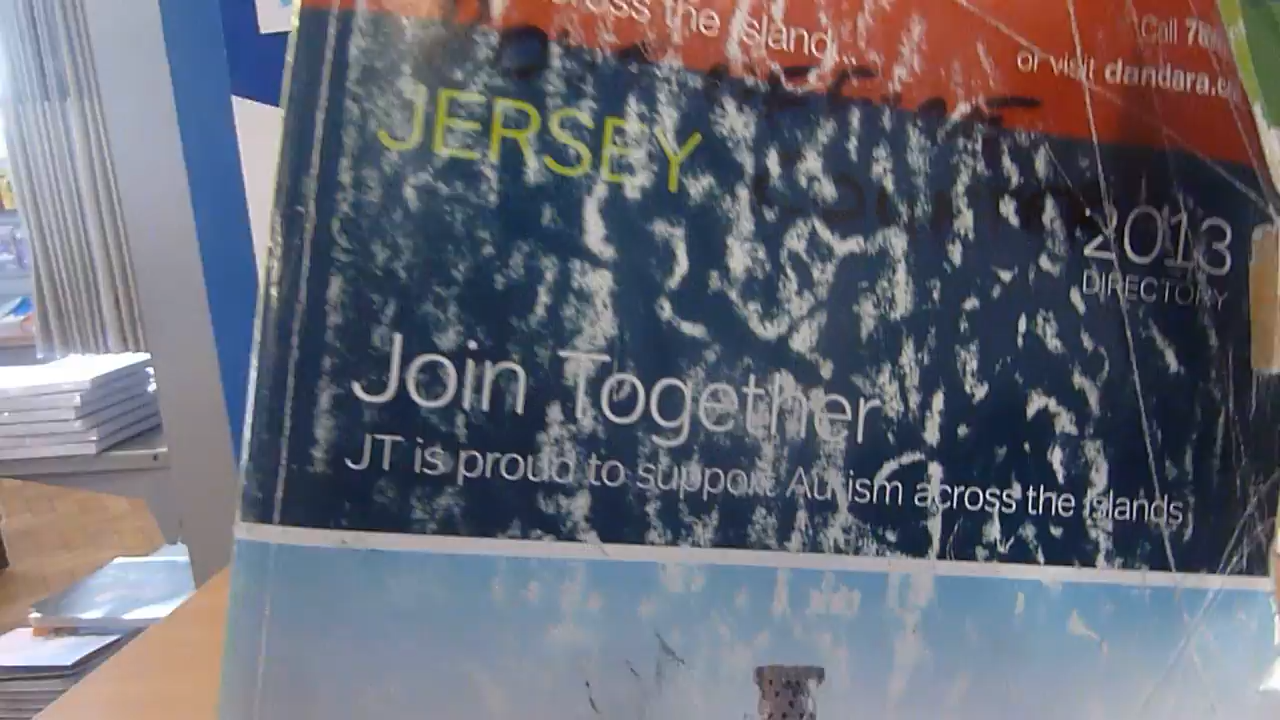 across the island...
Call
or visit dandara.
JERSEY
2013
DIRECTORY
Join Together
JT is proud to support Autism across the islands